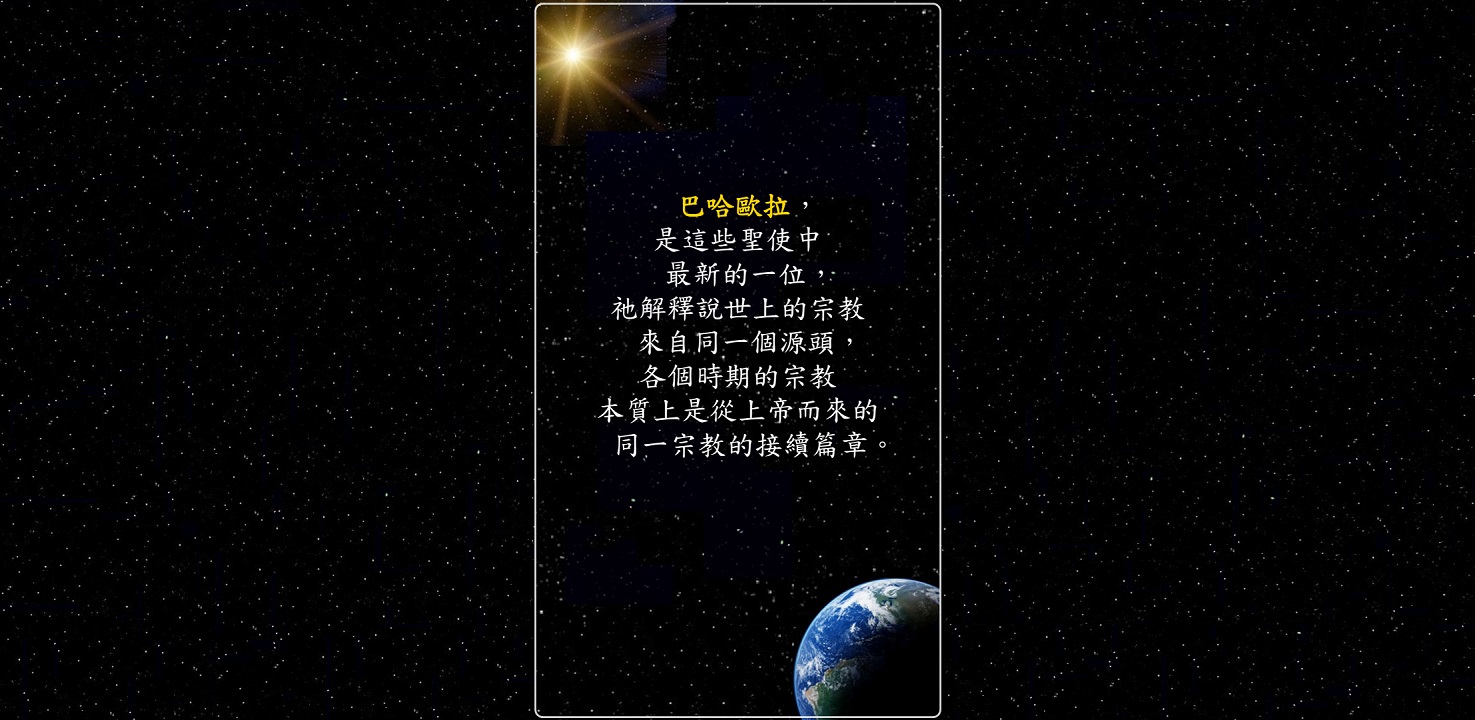 巴哈歐拉，
是這些聖使中
最新的一位，
祂解釋說世上的宗教
來自同一個源頭，
各個時期的宗教
本質上是從上帝而來的
同一宗教的接續篇章。